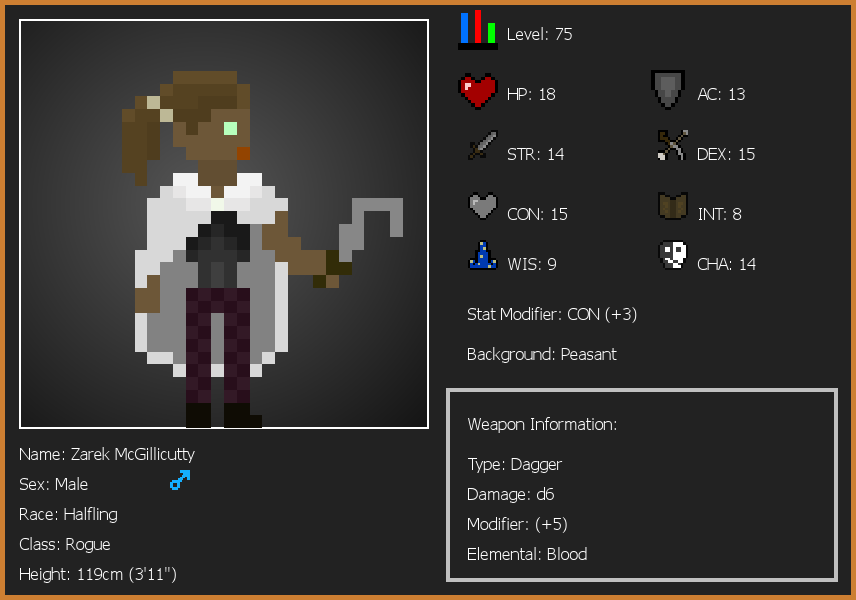 Level: 75
HP: 18
AC: 13
STR: 14
DEX: 15
CON: 15
INT: 8
WIS: 9
CHA: 14
Stat Modifier: CON (+3)
Background: Peasant
Weapon Information:
Type: Dagger
Damage: d6
Modifier: (+5)
Elemental: Blood
Name: Zarek McGillicutty
Sex: Male
Race: Halfling
Class: Rogue
Height: 119cm (3'11")